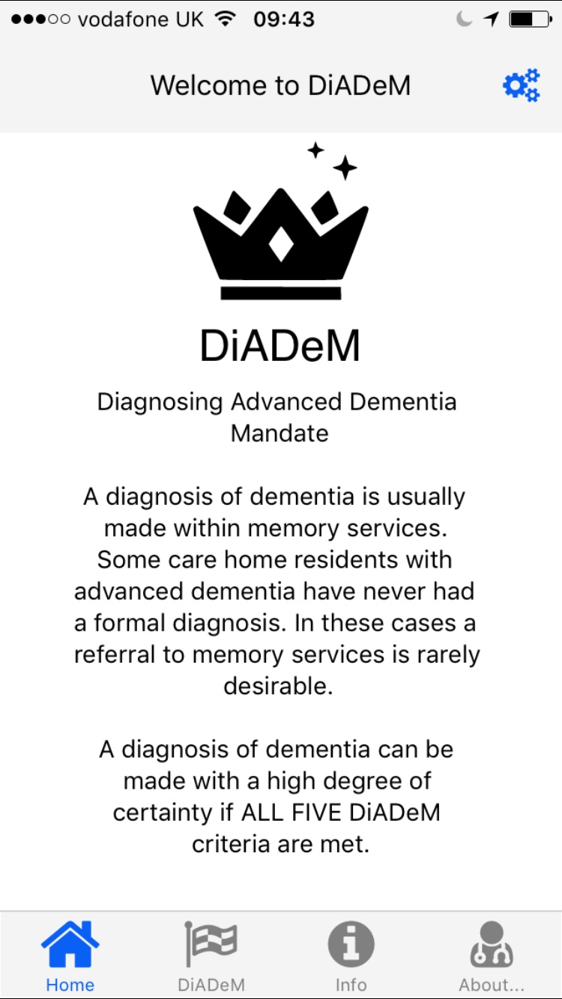 vodafone UK 09:43
Welcome to DiADeM
DiADeM
Diagnosing Advanced Dementia
Mandate
A diagnosis of dementia is usually
made within memory services.
Some care home residents with
advanced dementia have never had
a formal diagnosis. In these cases a
referral to memory services is rarely
desirable.
A diagnosis of dementia can be
made with a high degree of
certainty if ALL FIVE DiADeM
criteria are met.
Home DiADeM Info About...